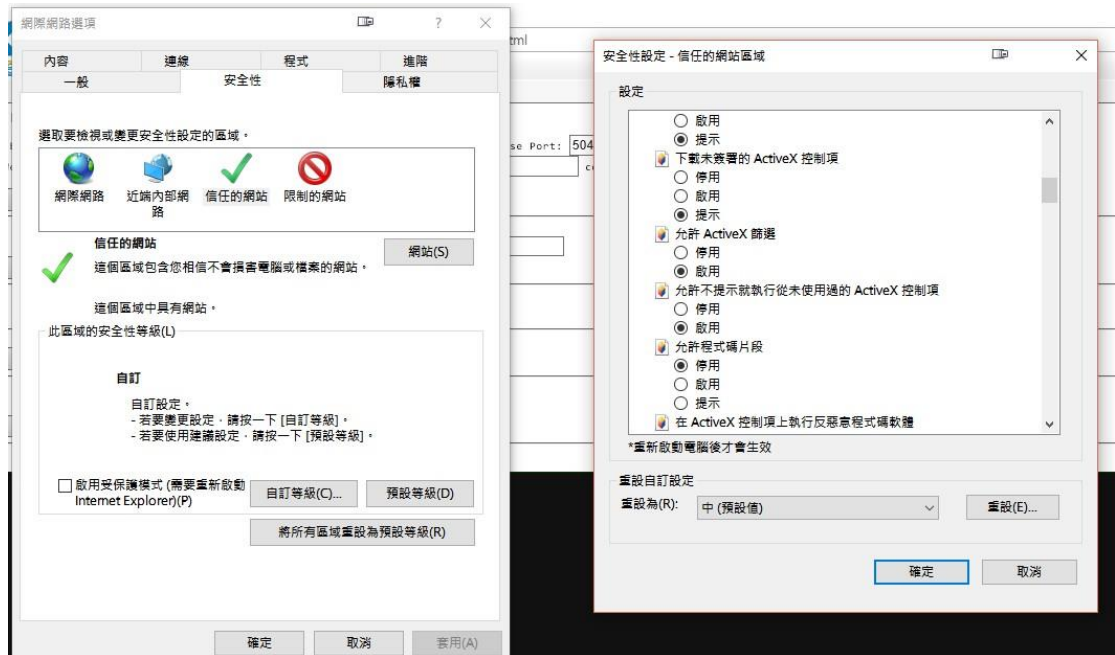 網際網路選項
內容
連線
程式
進階
一般
安全性
隱私權
選取要檢視或變更安全性設定的區域。
網際網路
近端內部網路
信任的網站
限制的網站
信任的網站
網站(S)
這個區域包含您相信不會損害電腦或檔案的網站。
這個區域中具有網站。
此區域的安全性等級(L)
自訂
自訂設定。
- 若要變更設定，請按一下 [自訂等級]。
- 若要使用建議設定，請按一下 [預設等級]。
啟用受保護模式 (需要重新啟動
Internet Explorer)(P)
自訂等級(C)...
預設等級(D)
將所有區域重設為預設等級(R)
確定
取消
套用(A)
tml
se Port: 504
安全性設定 - 信任的網站區域
設定
啟用
提示
下載未簽署的 ActiveX 控制項
停用
啟用
提示
允許 ActiveX 篩選
停用
啟用
允許不提示就執行從未使用過的 ActiveX 控制項
停用
啟用
允許程式碼片段
停用
啟用
提示
在 ActiveX 控制項上執行反惡意程式碼軟體
*重新啟動電腦後才會生效
重設自訂設定
重設為(R):
中 (預設值)
重設(E)...
確定
取消